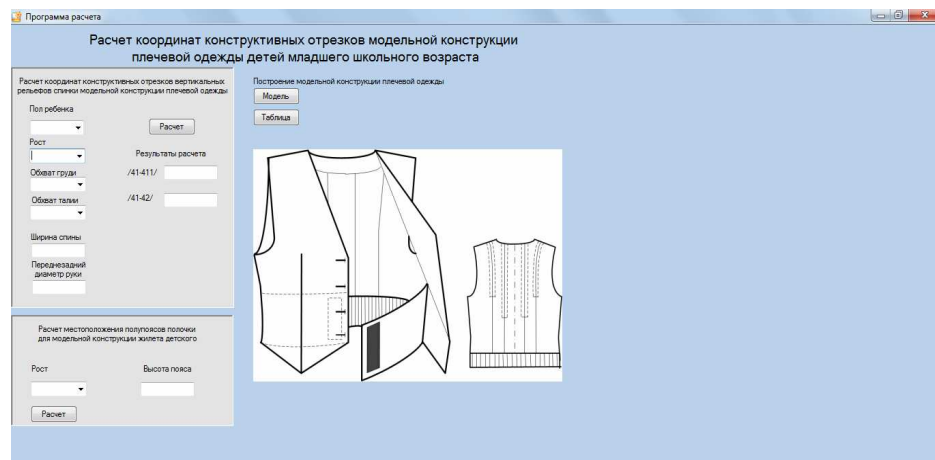 Программа расчета
Расчет координат конструктивных отрезков модельной конструкции
плечевой одежды детей младшего школьного возраста
Расчет координат конструктивных отрезков вертикальных
рельефов спинки модельной конструкции плечевой одежды
Пол ребенка
Расчет
Рост
Результаты расчета
Обхват груди
/41-411/
Обхват талии
/41-42/
Ширина спины
Переднезадний
диаметр руки
Построение модельной конструкции плечевой одежды
Модель
Таблица
Расчет местоположения полупоясов полочки
для модельной конструкции жилета детского
Рост
Высота пояса
Расчет